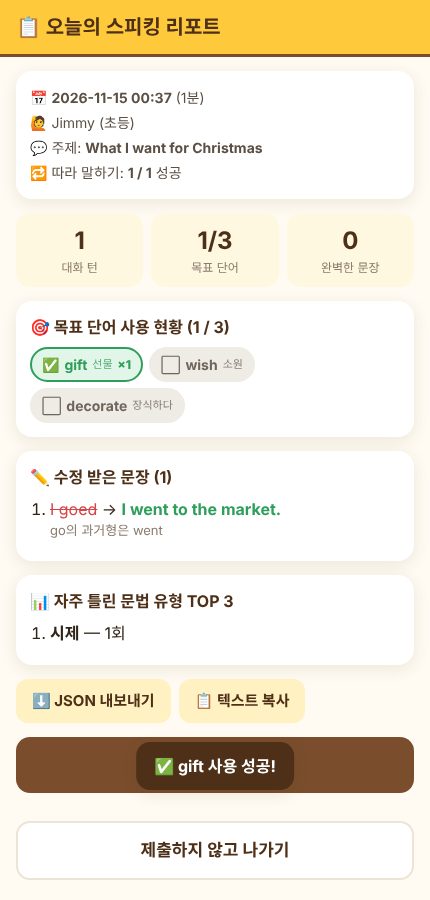 📋 오늘의 스피킹 리포트
📅 2026-11-15 00:37 (1분)
🙋 Jimmy (초등)
💬 주제: What I want for Christmas
🔁 따라 말하기: 1 / 1 성공
1
대화 턴
1/3
목표 단어
0
완벽한 문장
🎯 목표 단어 사용 현황 (1 / 3)
✅ gift 선물 ×1
⬜ wish 소원
⬜ decorate 장식하다
✏️ 수정 받은 문장 (1)
1. I goed → I went to the market.
go의 과거형은 went
📊 자주 틀린 문법 유형 TOP 3
1. 시제 — 1회
⬇️ JSON 내보내기
📋 텍스트 복사
✅ gift 사용 성공!
제출하지 않고 나가기